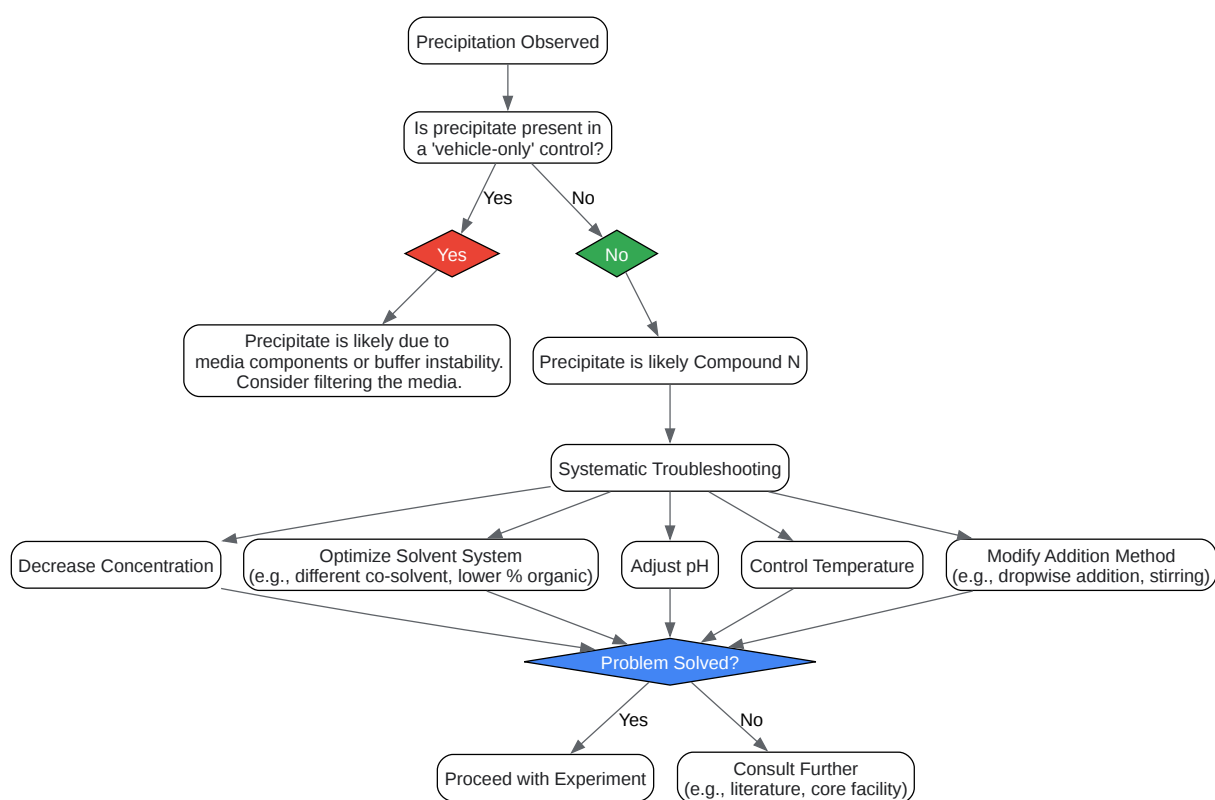 Precipitation Observed
Is precipitate present in
a 'vehicle-only' control?
Yes
No
Yes
No
Precipitate is likely due to
media components or buffer instability.
Consider filtering the media.
Precipitate is likely Compound N
Systematic Troubleshooting
Decrease Concentration
Optimize Solvent System
(e.g., different co-solvent, lower % organic)
Adjust pH
Control Temperature
Modify Addition Method
(e.g., dropwise addition, stirring)
Problem Solved?
Yes
No
Proceed with Experiment
Consult Further
(e.g., literature, core facility)